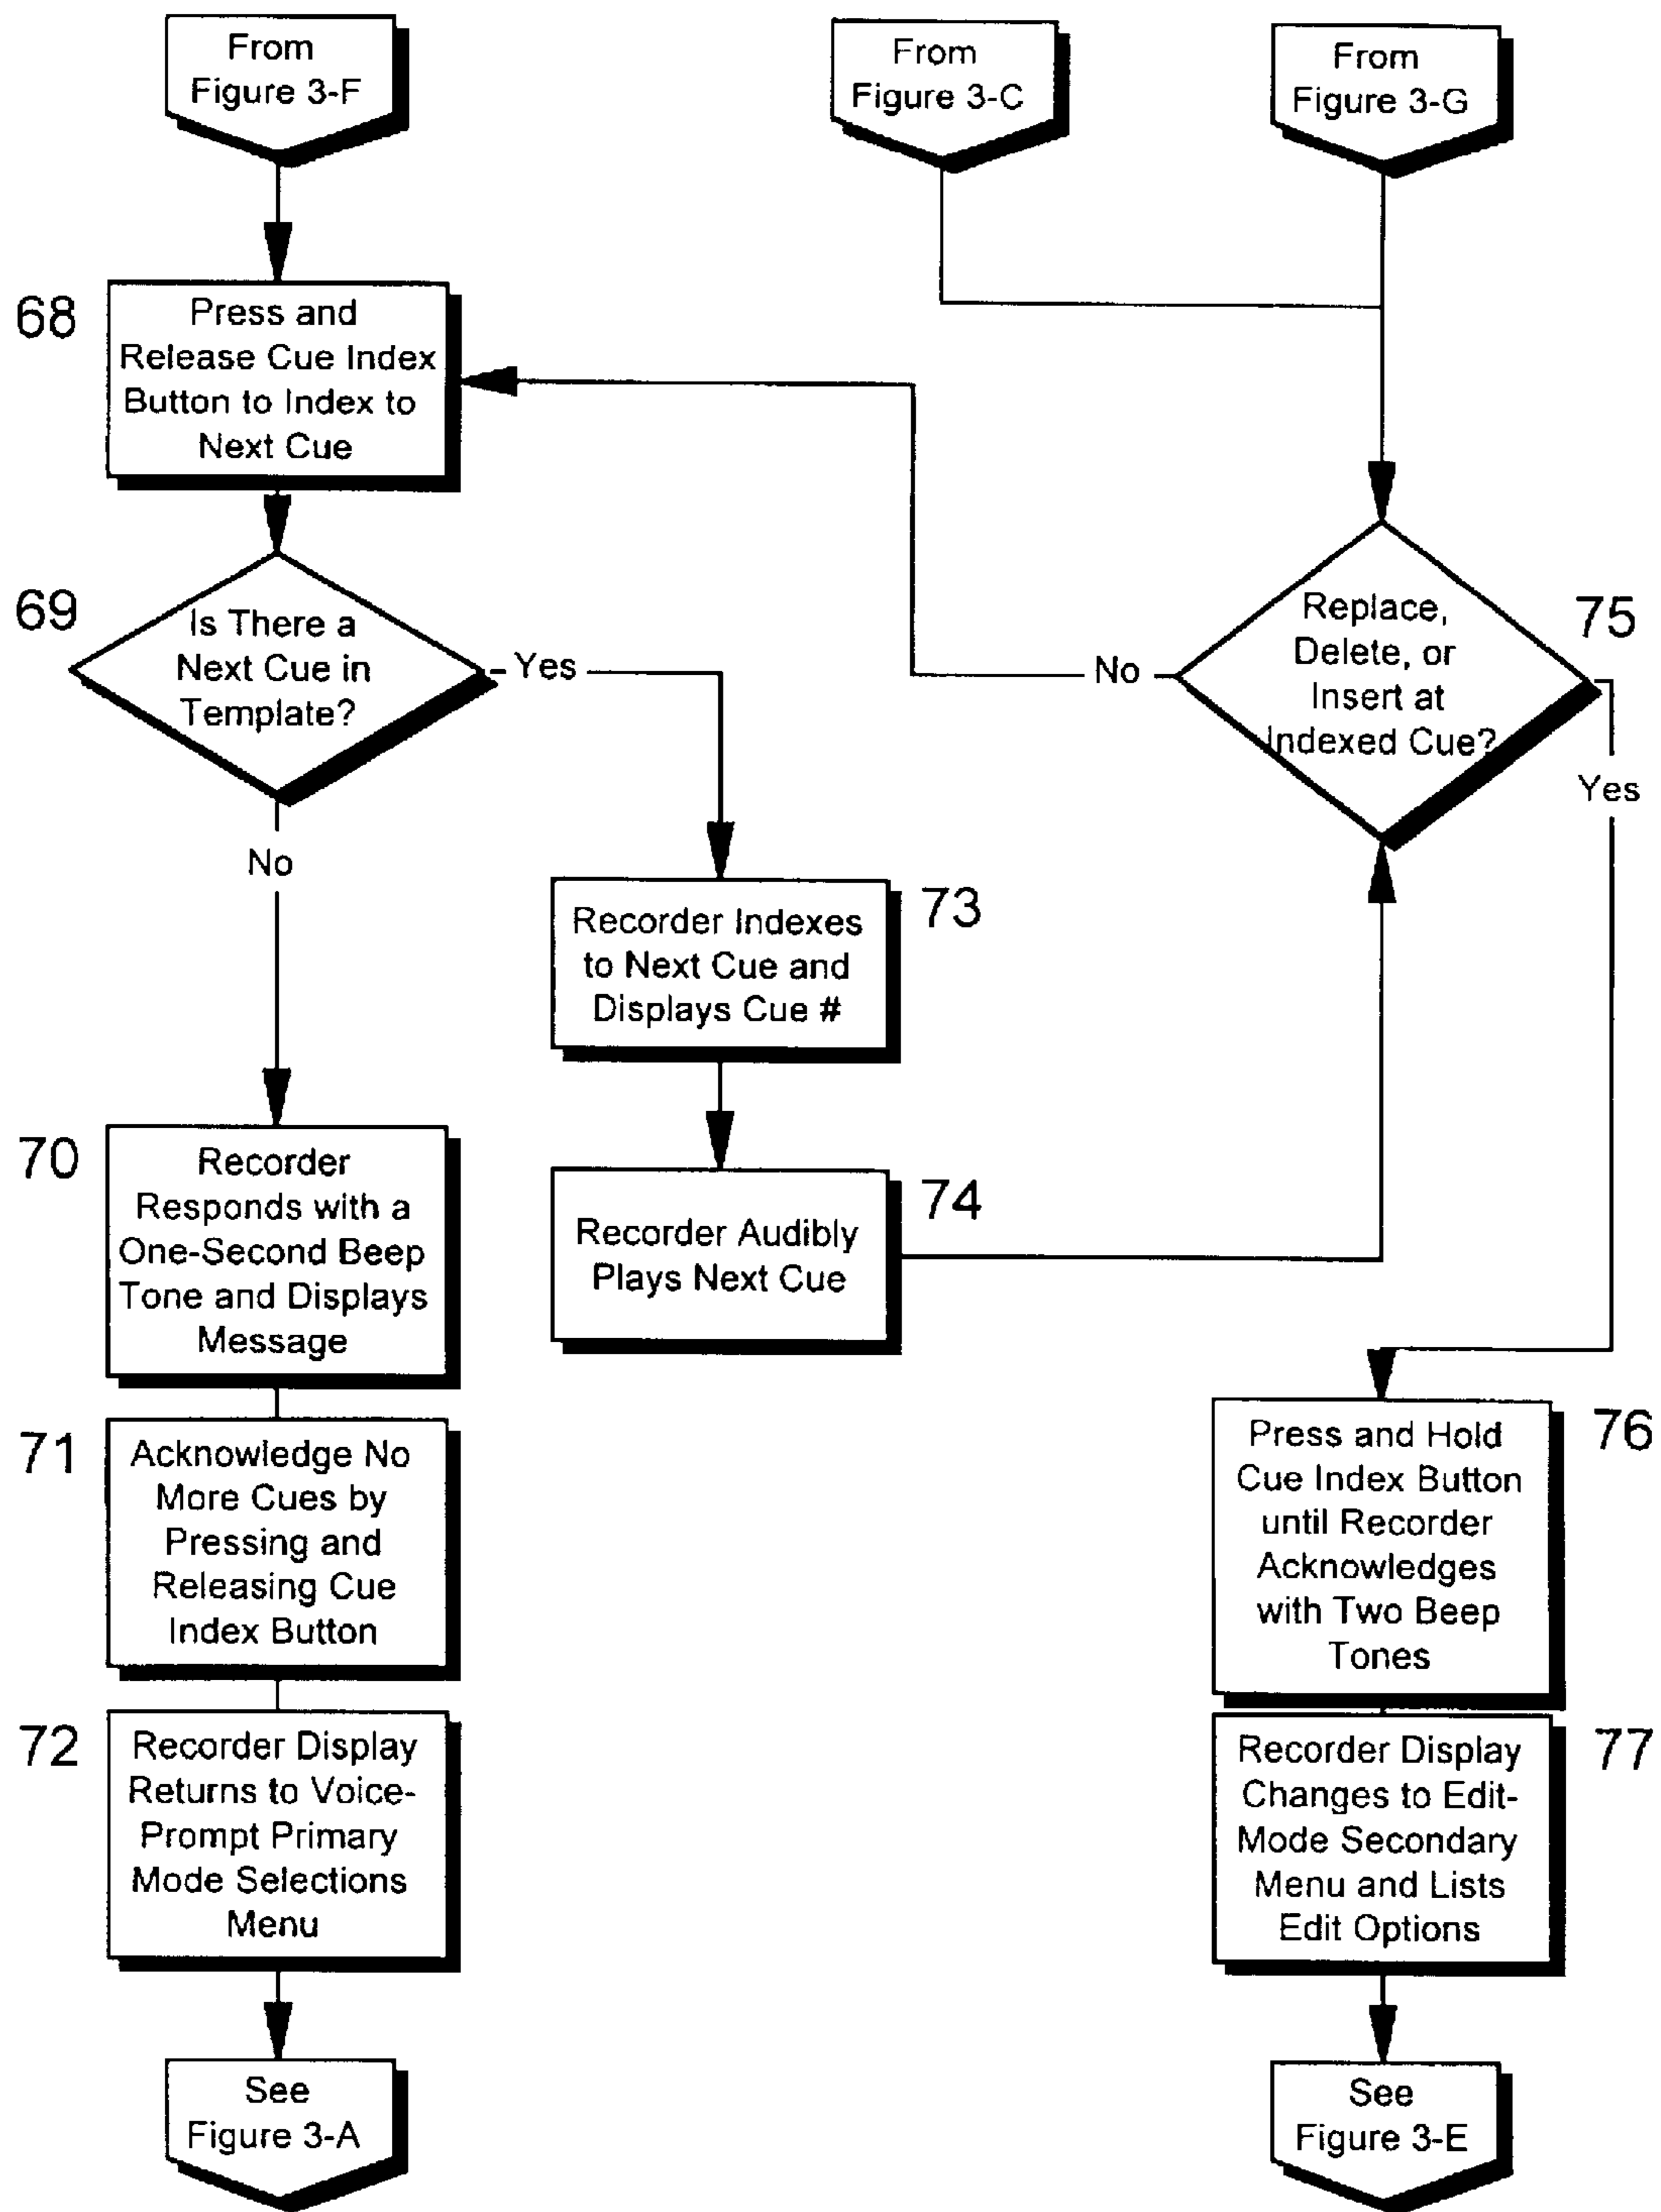 From
Figure 3-F
From
Figure 3-C
From
Figure 3-G
68
Press and
Release Cue Index
Button to Index to
Next Cue
69
Is There a
Next Cue in
Template?
Yes
No
75
Replace,
Delete, or
Insert at
Indexed Cue?
No
Yes
73
Recorder Indexes
to Next Cue and
Displays Cue #
74
Recorder Audibly
Plays Next Cue
70
Recorder
Responds with a
One-Second Beep
Tone and Displays
Message
71
Acknowledge No
More Cues by
Pressing and
Releasing Cue
Index Button
72
Recorder Display
Returns to Voice-
Prompt Primary
Mode Selections
Menu
See
Figure 3-A
76
Press and Hold
Cue Index Button
until Recorder
Acknowledges
with Two Beep
Tones
77
Recorder Display
Changes to Edit-
Mode Secondary
Menu and Lists
Edit Options
See
Figure 3-E